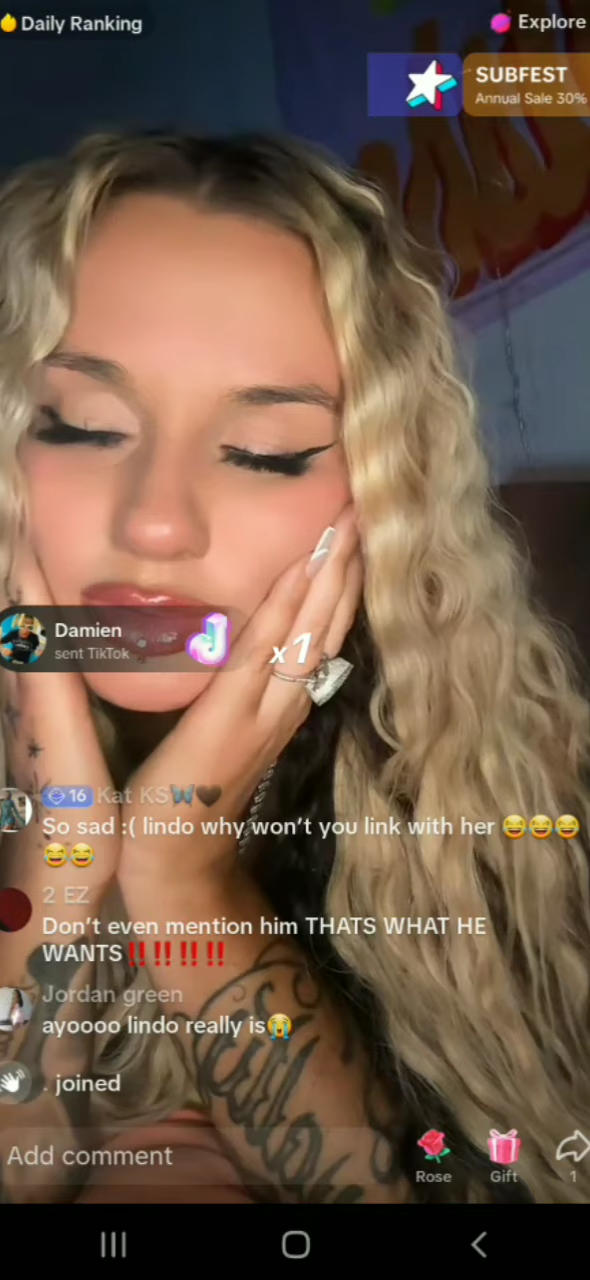 Daily Ranking
Explore
SUBFEST
Annual Sale 30%
Damien
sent TikTok
x1
16 Kat KS🦋🖤
So sad :( lindo why won't you link with her 😂😂😂
😂😂
2 EZ
Don't even mention him THATS WHAT HE
WANTS‼️‼️‼️‼️‼️
Jordan green
ayoooo lindo really is😭
. joined
Add comment
Rose
Gift
1